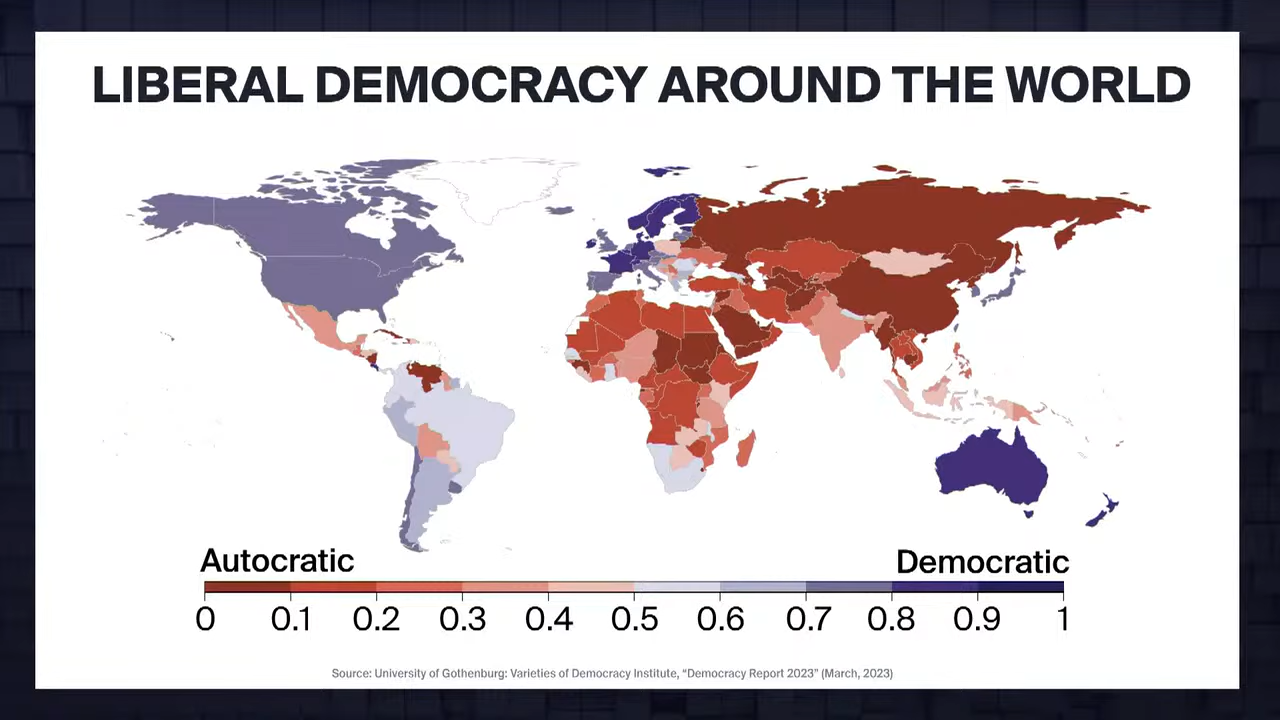 LIBERAL DEMOCRACY AROUND THE WORLD
Autocratic
Democratic
0 0.1 0.2 0.3 0.4 0.5 0.6 0.7 0.8 0.9 1
Source: University of Gothenburg: Varieties of Democracy Institute, “Democracy Report 2023” (March, 2023)